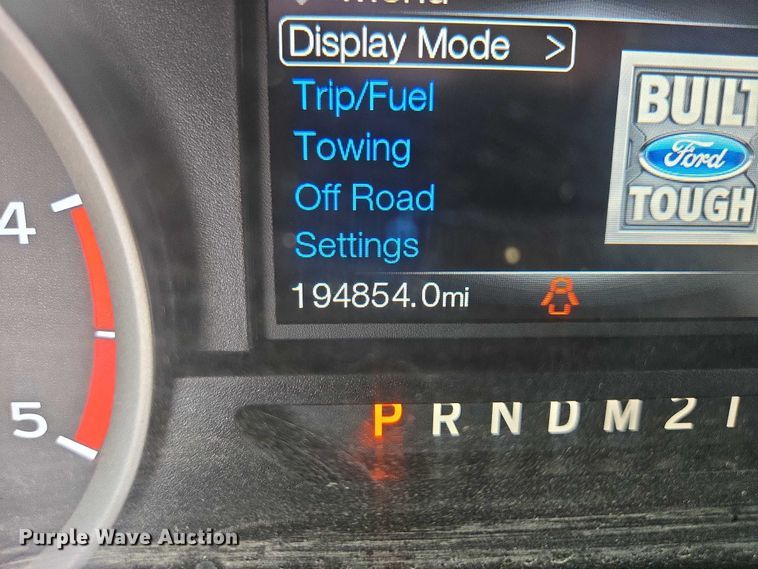 Menu
Display Mode >
BUILT
Trip/Fuel
Ford
Towing
TOUGH
Off Road
4
Settings
194854.0mi
5
P R N D M 2 1
Purple Wave Auction